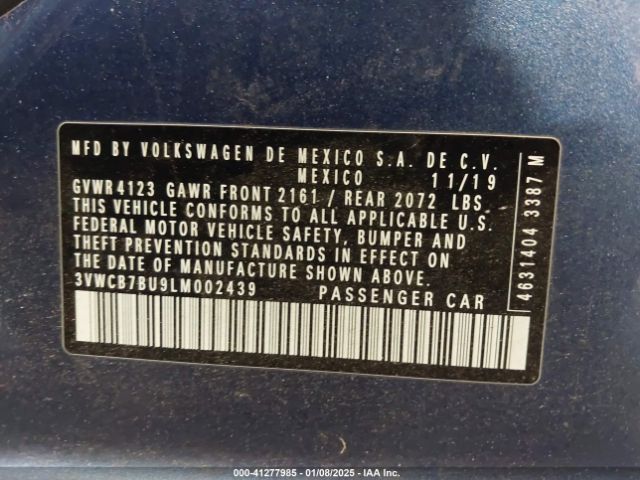 MFD BY VOLKSWAGEN DE MEXICO S.A. DE C.V.
MEXICO 11/19
GVWR 4123 GAWR FRONT 2161 / REAR 2072 LBS
THIS VEHICLE CONFORMS TO ALL APPLICABLE U.S.
FEDERAL MOTOR VEHICLE SAFETY, BUMPER AND
THEFT PREVENTION STANDARDS IN EFFECT ON
THE DATE OF MANUFACTURE SHOWN ABOVE.
3VWCB7BU9LM002439 PASSENGER CAR
4631404 3387 M
000-41277985 - 01/08/2025 - IAA Inc.